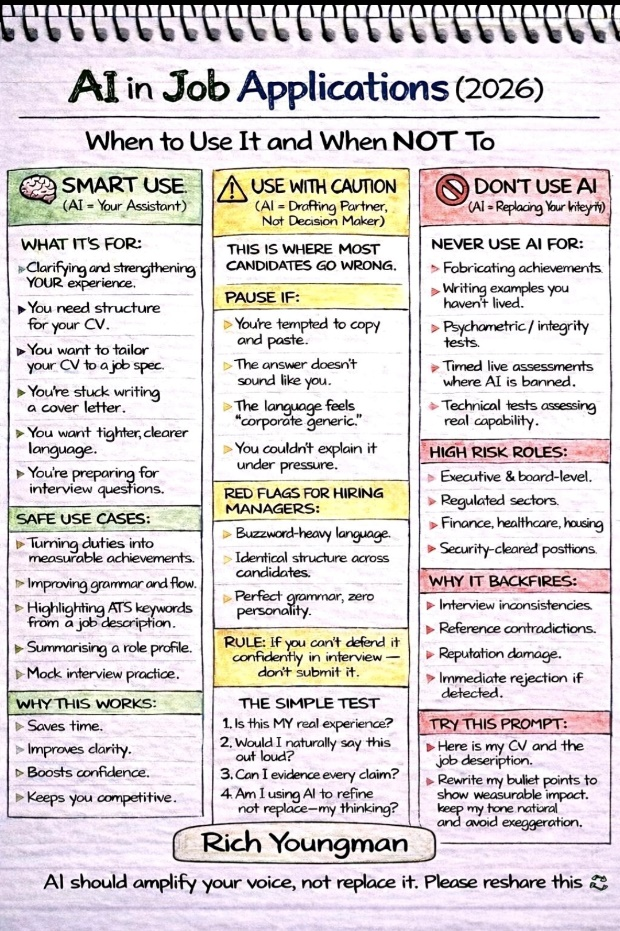 AI in Job Applications (2026)
When to Use It and When NOT To
SMART USE.
(AI = Your Assistant)
WHAT IT'S FOR:
Clarifying and strengthening
YOUR experience.
You need structure
for your CV.
You want to tailor
your CV to a job spec.
You're stuck writing
a cover letter.
You want tighter, clearer
language.
You're preparing for
interview questions.
SAFE USE CASES:
Turning duties into
measurable achievements.
Improving grammar and flow.
Highlighting ATS keywords
from a job description.
Summarising a role profile.
Mock interview practice.
WHY THIS WORKS:
Saves time.
Improves clarity.
Boosts confidence.
Keeps you competitive.
USE WITH CAUTION
(AI = Drafting Partner,
Not Decision Maker)
THIS IS WHERE MOST
CANDIDATES GO WRONG.
PAUSE IF:
You're tempted to copy
and paste.
The answer doesn't
sound like you.
The language feels
"corporate generic."
You couldn't explain it
under pressure.
RED FLAGS FOR HIRING
MANAGERS:
Buzzword-heavy language.
Identical structure across
candidates.
Perfect grammar, zero
personality.
RULE: If you can't defend it
confidently in interview —
don't submit it.
THE SIMPLE TEST
1. Is this MY real experience?
2. Would I naturally say this
out loud?
3. Can I evidence every claim?
4. Am I using AI to refine
not replace—my thinking?
DON'T USE AI
(AI = Replacing Your Integrity)
NEVER USE AI FOR:
Fobricating achievements.
Writing examples you
haven't lived.
Psychametric / integrity
tests.
Timed live assessments
where AI is banned.
Technical tests assessing
real capability.
HIGH RISK ROLES:
Executive & board-level.
Regulated sectors.
Finance, healthcare, housing
Security-cleared posttions.
WHY IT BACKFIRES:
Interview inconsistencies.
Reference contradictions.
Reputation damage.
Immediate rejection if
detected.
TRY THIS PROMPT:
Here is my CV and the
job deseription.
Rewrite my bullet points to
show weasurable impact.
keep my tone natural
and avoid exeggeration.
Rich Youngman
AI should amplify your voice, not replace it. Please reshare this